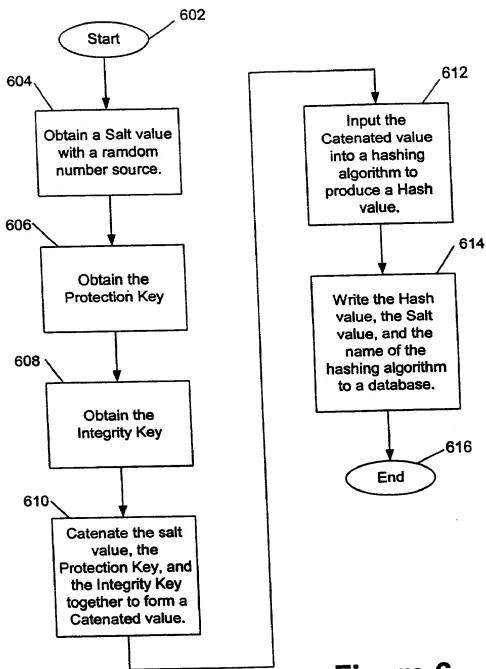 602
Start
604
Obtain a Salt value
with a ramdom
number source.
606
Obtain the
Protection Key
608
Obtain the
Integrity Key
610
Catenate the salt
value, the
Protection Key, and
the Integrity Key
together to form a
Catenated value.
612
Input the
Catenated value
into a hashing
algorithm to
produce a Hash
value.
614
Write the Hash
value, the Salt
value, and the
name of the
hashing algorithm
to a database.
616
End